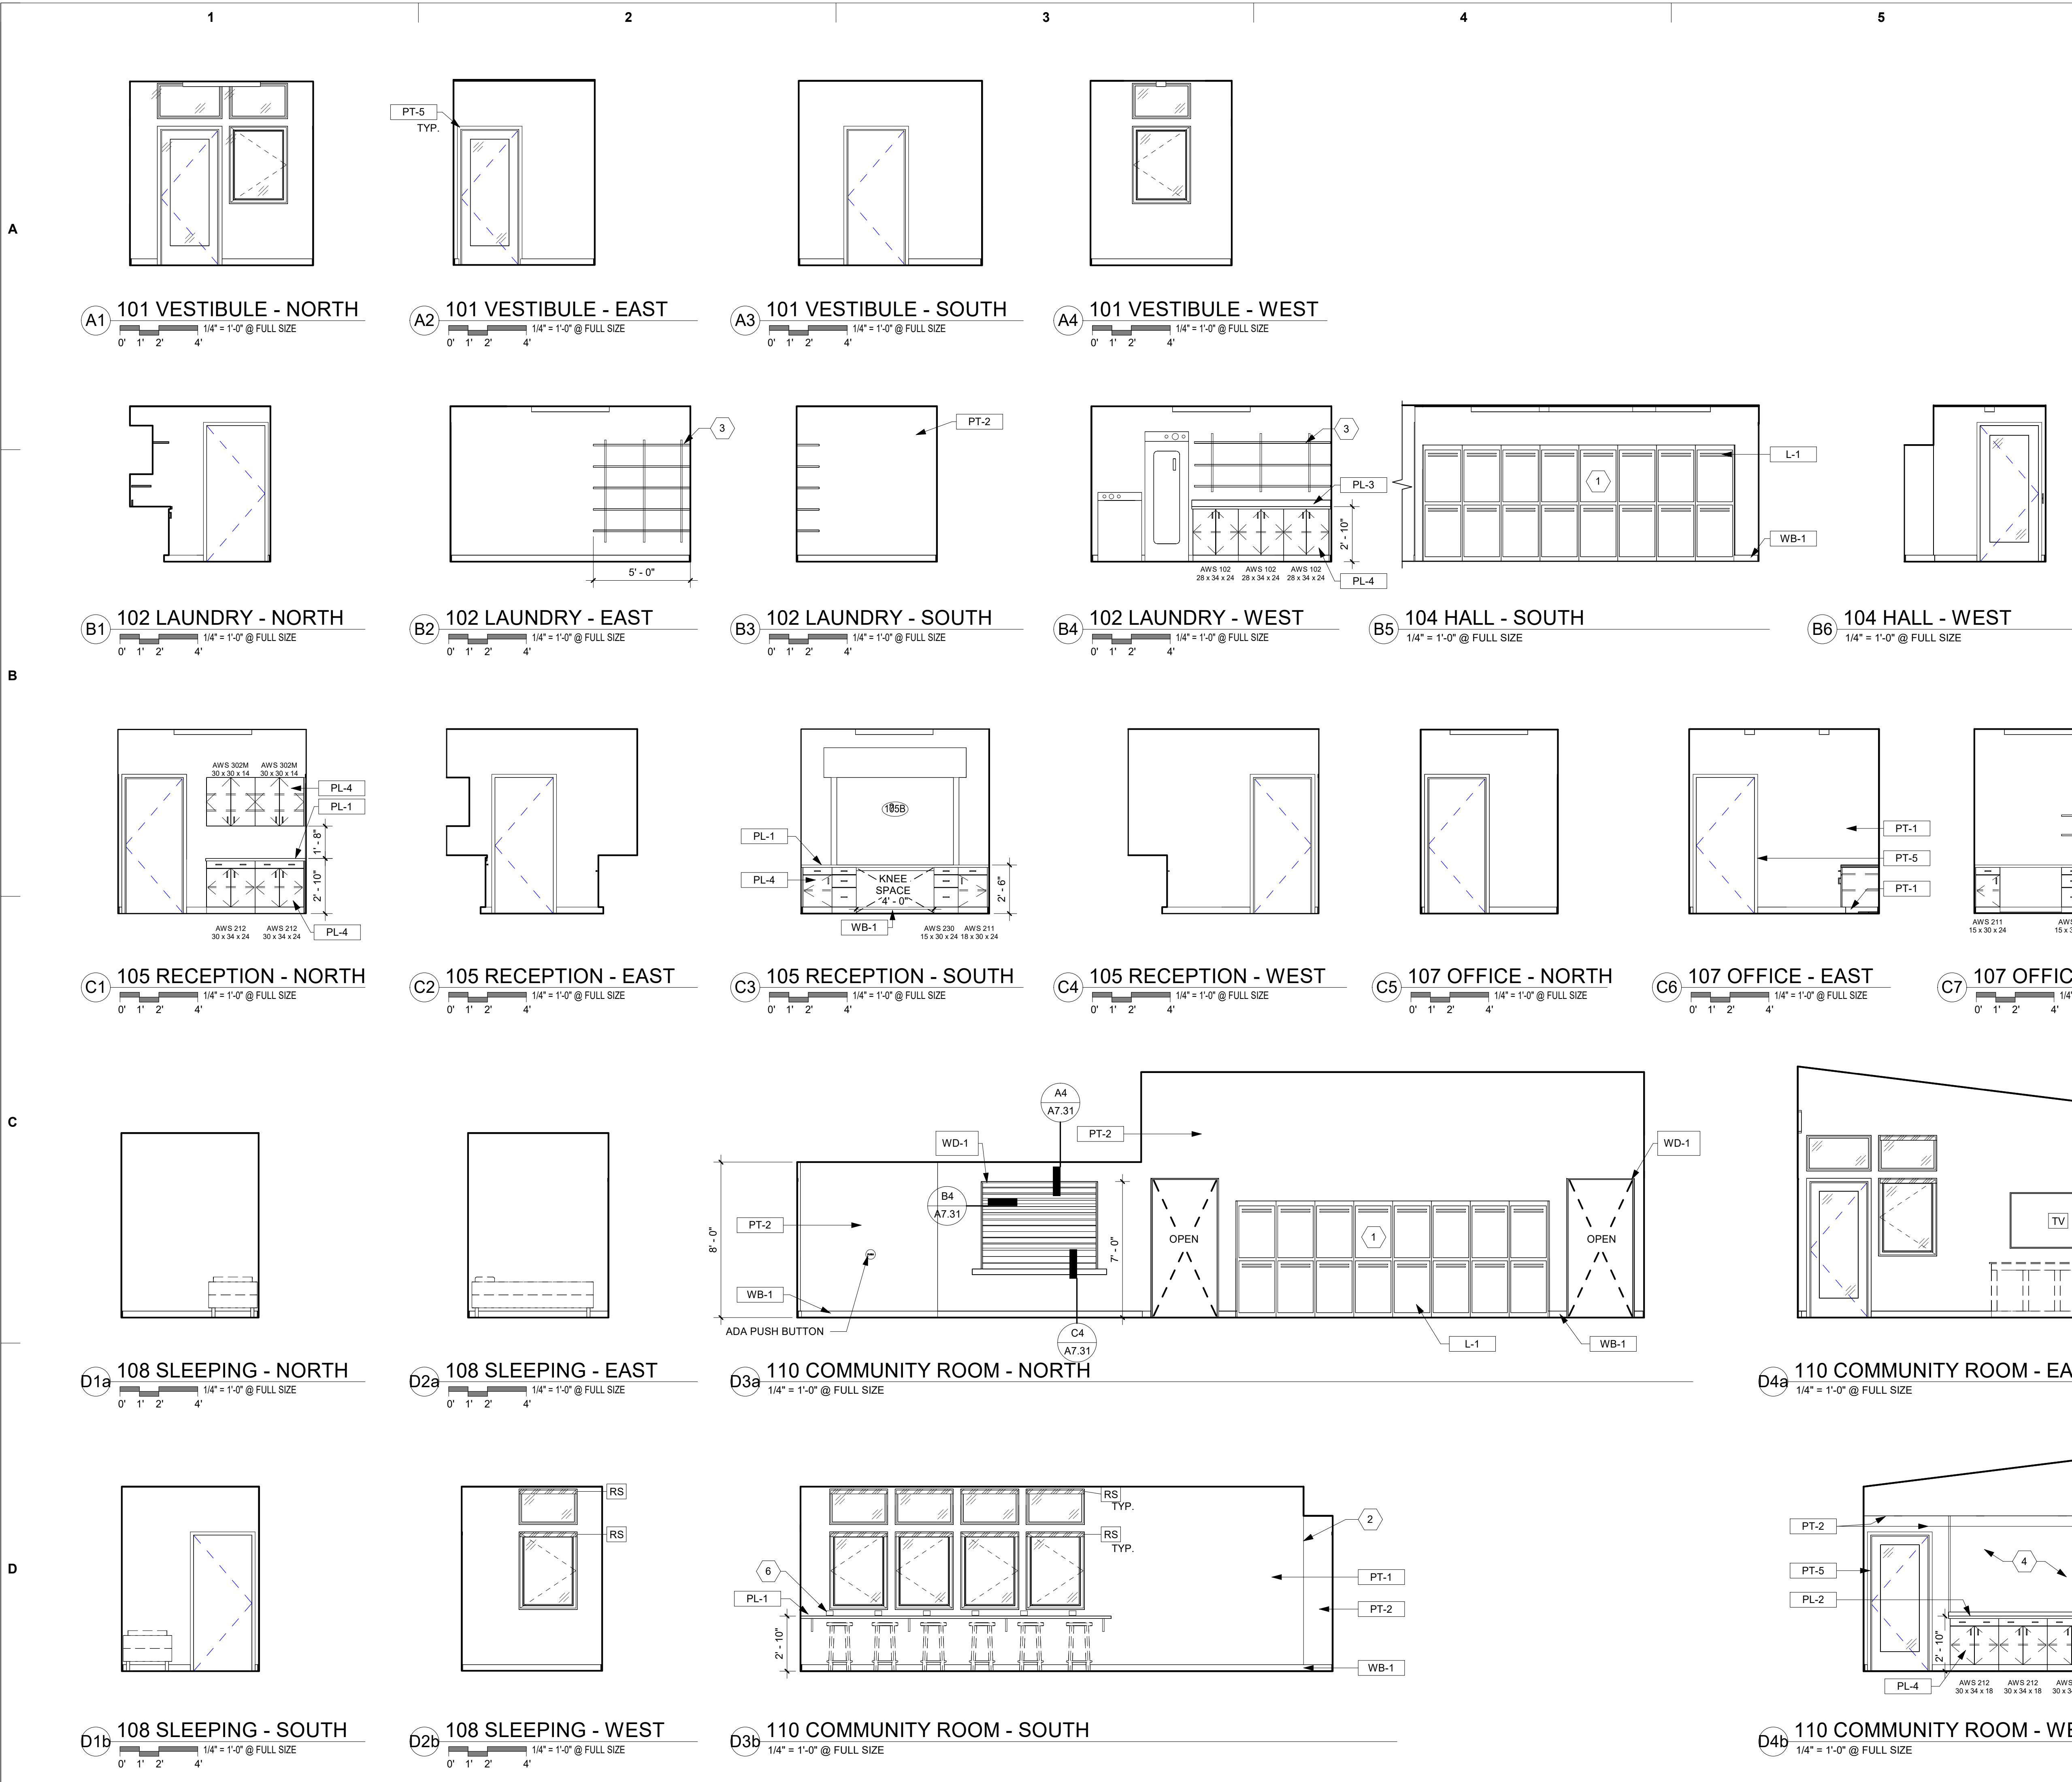 1 2 3 4 5
A
PT-5
TYP.
A1 101 VESTIBULE - NORTH
1/4" = 1'-0" @ FULL SIZE
0' 1' 2' 4'
A2 101 VESTIBULE - EAST
1/4" = 1'-0" @ FULL SIZE
0' 1' 2' 4'
A3 101 VESTIBULE - SOUTH
1/4" = 1'-0" @ FULL SIZE
0' 1' 2' 4'
A4 101 VESTIBULE - WEST
1/4" = 1'-0" @ FULL SIZE
0' 1' 2' 4'
B1 102 LAUNDRY - NORTH
1/4" = 1'-0" @ FULL SIZE
0' 1' 2' 4'
3
5' - 0"
B2 102 LAUNDRY - EAST
1/4" = 1'-0" @ FULL SIZE
0' 1' 2' 4'
PT-2
B3 102 LAUNDRY - SOUTH
1/4" = 1'-0" @ FULL SIZE
0' 1' 2' 4'
3
PL-3
2' - 10"
PL-4
AWS 102 AWS 102 AWS 102
28 x 34 x 24 28 x 34 x 24 28 x 34 x 24
B4 102 LAUNDRY - WEST
1/4" = 1'-0" @ FULL SIZE
0' 1' 2' 4'
L-1
1
WB-1
B5 104 HALL - SOUTH
1/4" = 1'-0" @ FULL SIZE
B6 104 HALL - WEST
1/4" = 1'-0" @ FULL SIZE
B
AWS 302M AWS 302M
30 x 30 x 14 30 x 30 x 14
PL-4
PL-1
1' - 8"
2' - 10"
PL-4
AWS 212 AWS 212
30 x 34 x 24 30 x 34 x 24
C1 105 RECEPTION - NORTH
1/4" = 1'-0" @ FULL SIZE
0' 1' 2' 4'
C2 105 RECEPTION - EAST
1/4" = 1'-0" @ FULL SIZE
0' 1' 2' 4'
105B
PL-1
PL-4
KNEE
SPACE
4' - 0"
2' - 6"
WB-1
AWS 230 AWS 211
15 x 30 x 24 18 x 30 x 24
C3 105 RECEPTION - SOUTH
1/4" = 1'-0" @ FULL SIZE
0' 1' 2' 4'
C4 105 RECEPTION - WEST
1/4" = 1'-0" @ FULL SIZE
0' 1' 2' 4'
C5 107 OFFICE - NORTH
1/4" = 1'-0" @ FULL SIZE
0' 1' 2' 4'
PT-1
PT-5
PT-1
C6 107 OFFICE - EAST
1/4" = 1'-0" @ FULL SIZE
0' 1' 2' 4'
AWS 211
15 x 30 x 24
C7 107 OFFIC
0' 1' 2' 4'
C
D1a 108 SLEEPING - NORTH
1/4" = 1'-0" @ FULL SIZE
0' 1' 2' 4'
D2a 108 SLEEPING - EAST
1/4" = 1'-0" @ FULL SIZE
0' 1' 2' 4'
A4
A7.31
PT-2
WD-1
WD-1
B4
A7.31
PT-2
8' - 0"
7' - 0"
OPEN
1
OPEN
WB-1
ADA PUSH BUTTON
C4
A7.31
L-1
WB-1
D3a 110 COMMUNITY ROOM - NORTH
1/4" = 1'-0" @ FULL SIZE
TV
D4a 110 COMMUNITY ROOM - EA
1/4" = 1'-0" @ FULL SIZE
D
D1b 108 SLEEPING - SOUTH
1/4" = 1'-0" @ FULL SIZE
0' 1' 2' 4'
RS
RS
D2b 108 SLEEPING - WEST
1/4" = 1'-0" @ FULL SIZE
0' 1' 2' 4'
RS
TYP.
RS
TYP.
2
6
PL-1
PT-1
PT-2
2' - 10"
WB-1
D3b 110 COMMUNITY ROOM - SOUTH
1/4" = 1'-0" @ FULL SIZE
PT-2
4
PT-5
PL-2
2' - 10"
PL-4
AWS 212 AWS 212
30 x 34 x 18 30 x 34 x 18
D4b 110 COMMUNITY ROOM - WE
1/4" = 1'-0" @ FULL SIZE